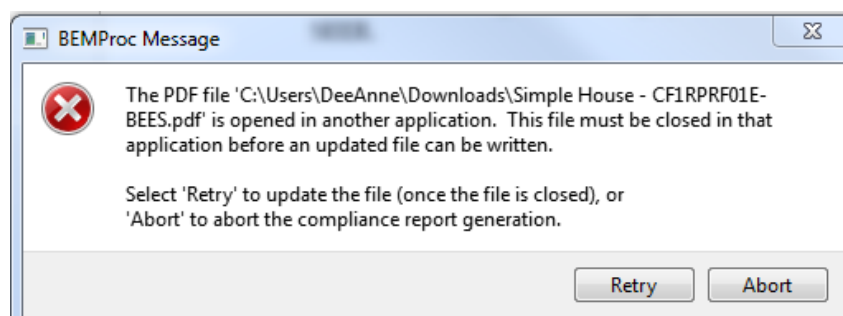 BEMProc Message
The PDF file 'C:\Users\DeeAnne\Downloads\Simple House - CF1RPRF01E-
BEES.pdf' is opened in another application.  This file must be closed in that
application before an updated file can be written.
Select 'Retry' to update the file (once the file is closed), or
'Abort' to abort the compliance report generation.
Retry Abort